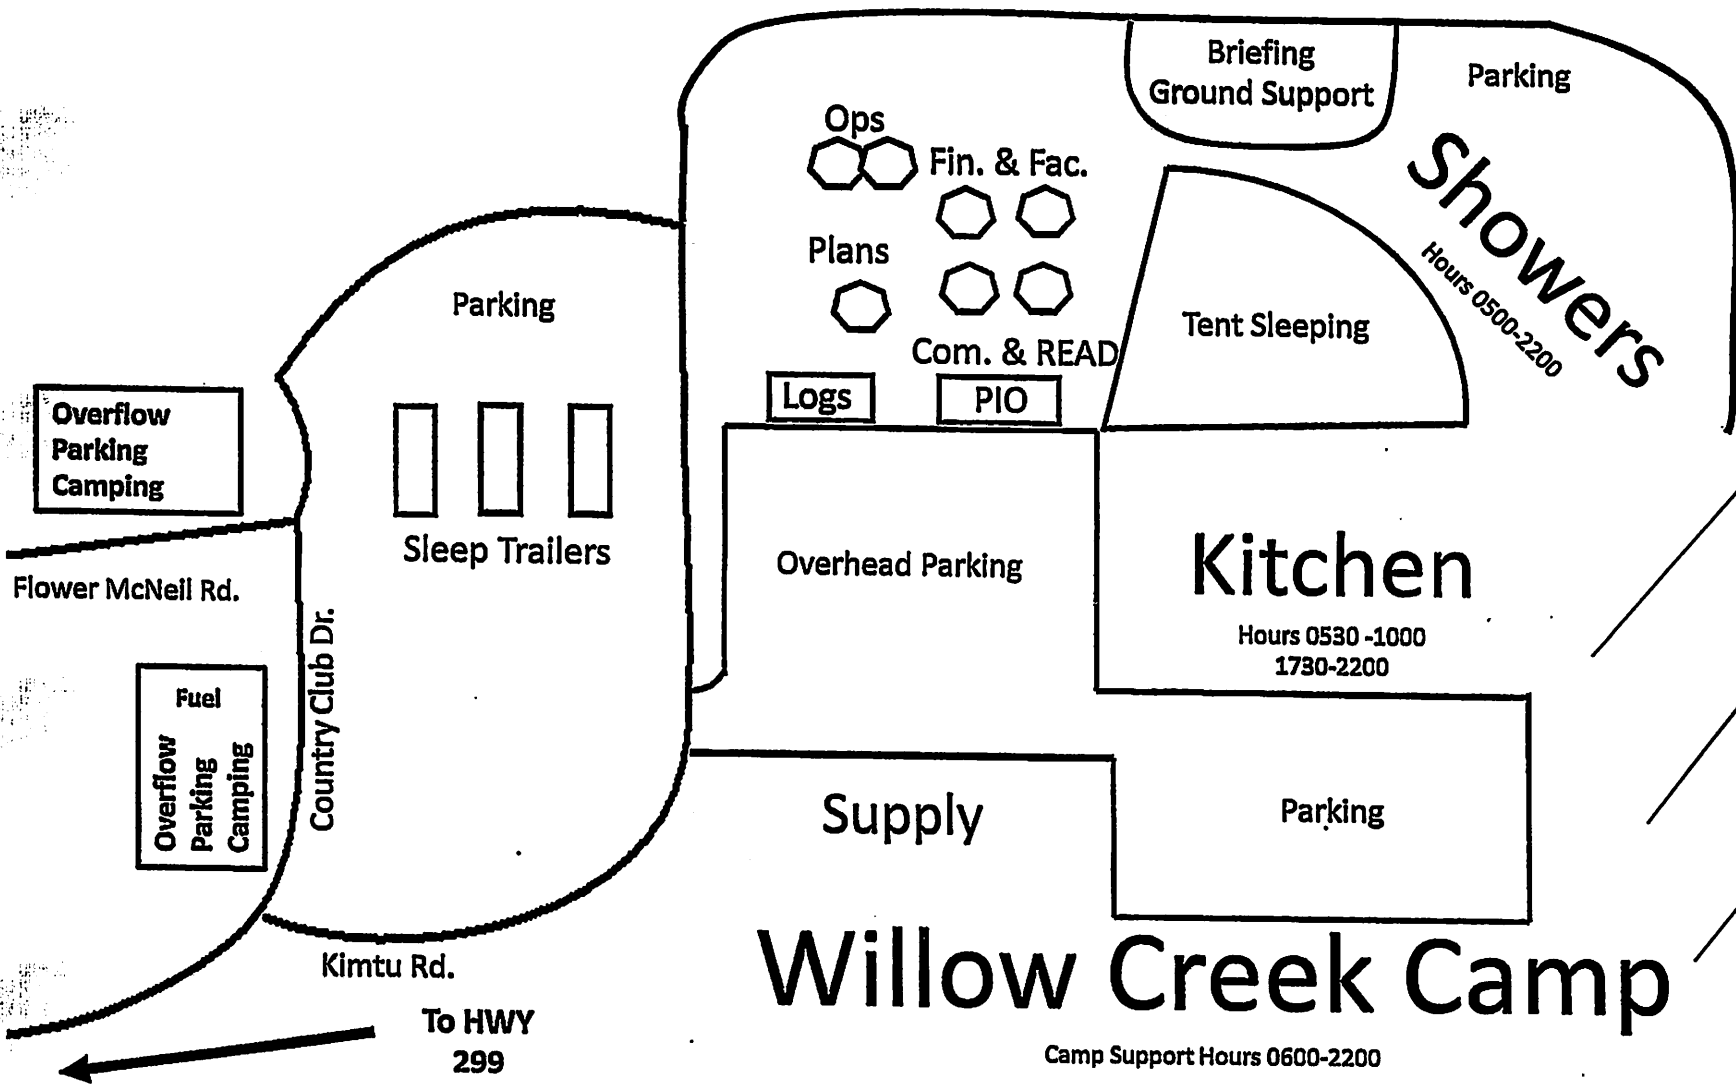 Briefing
Ground Support
Parking
Ops
Fin. & Fac.
Showers
Hours 0500-2200
Plans
Parking
Tent Sleeping
Com. & READ
Logs
PIO
Overflow
Parking
Camping
Sleep Trailers
Overhead Parking
Kitchen
Hours 0530 -1000
1730-2200
Flower McNeil Rd.
Country Club Dr.
Fuel
Overflow
Parking
Camping
Supply
Parking
Willow Creek Camp
Kimtu Rd.
To HWY
299
Camp Support Hours 0600-2200